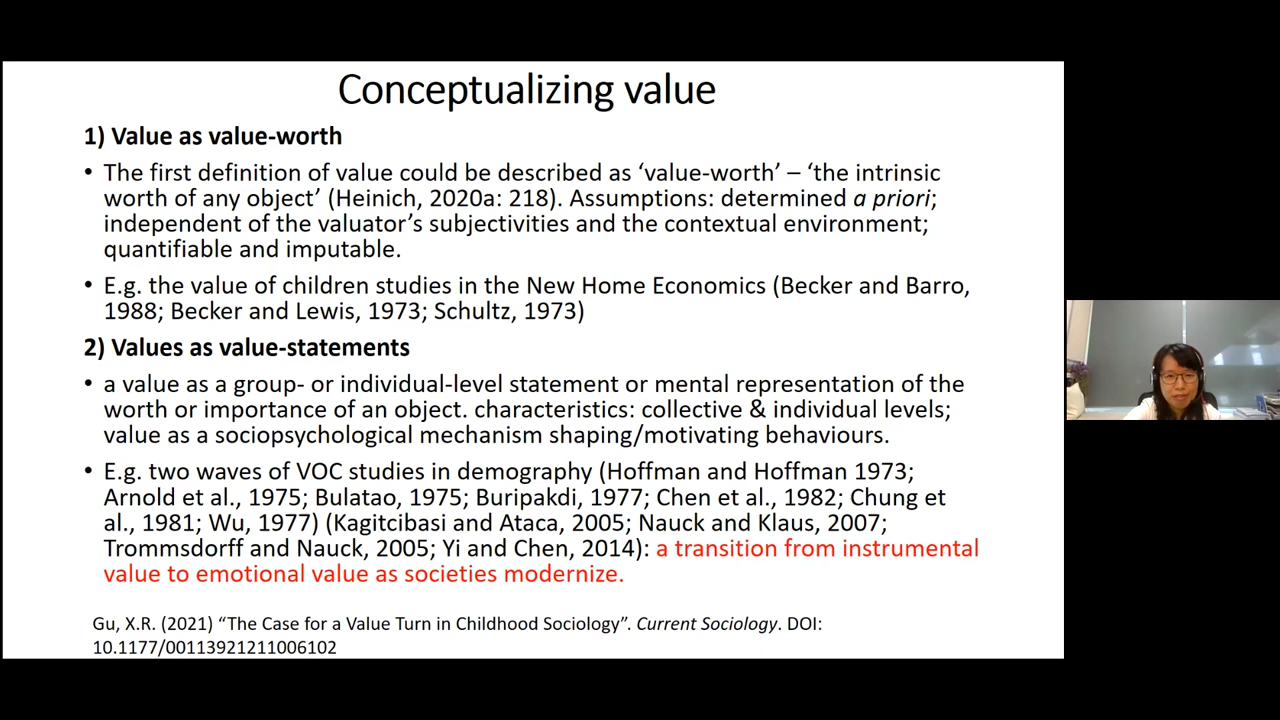 Conceptualizing value
1) Value as value-worth
• The first definition of value could be described as ‘value-worth’ – ‘the intrinsic
worth of any object’ (Heinich, 2020a: 218). Assumptions: determined a priori;
independent of the valuator’s subjectivities and the contextual environment;
quantifiable and imputable.
• E.g. the value of children studies in the New Home Economics (Becker and Barro,
1988; Becker and Lewis, 1973; Schultz, 1973)
2) Values as value-statements
• a value as a group- or individual-level statement or mental representation of the
worth or importance of an object. characteristics: collective & individual levels;
value as a sociopsychological mechanism shaping/motivating behaviours.
• E.g. two waves of VOC studies in demography (Hoffman and Hoffman 1973;
Arnold et al., 1975; Bulatao, 1975; Buripakdi, 1977; Chen et al., 1982; Chung et
al., 1981; Wu, 1977) (Kagitcibasi and Ataca, 2005; Nauck and Klaus, 2007;
Trommsdorff and Nauck, 2005; Yi and Chen, 2014): a transition from instrumental
value to emotional value as societies modernize.
Gu, X.R. (2021) “The Case for a Value Turn in Childhood Sociology”. Current Sociology. DOI:
10.1177/00113921211006102